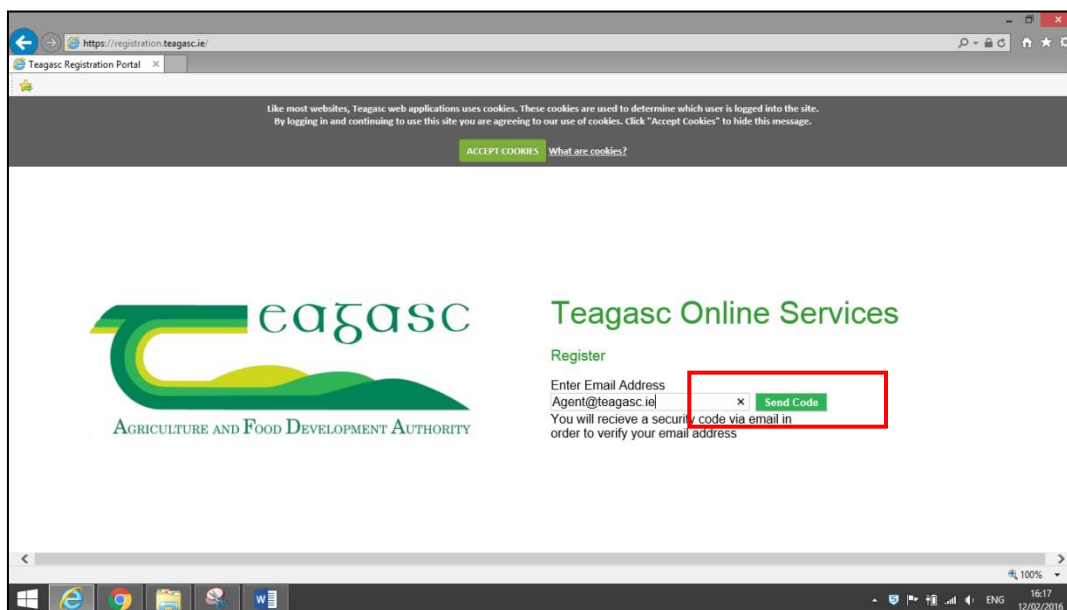 https://registration.teagasc.ie/
Teagasc Registration Portal
Like most websites, Teagasc web applications uses cookies. These cookies are used to determine which user is logged into the site.
By logging in and continuing to use this site you are agreeing to our use of cookies. Click "Accept Cookies" to hide this message.
ACCEPT COOKIES What are cookies?
Teagasc
AGRICULTURE AND FOOD DEVELOPMENT AUTHORITY
Teagasc Online Services
Register
Enter Email Address
Agent@teagasc.ie Send Code
You will recieve a security code via email in
order to verify your email address
100%
ENG
16:17
12/02/2016